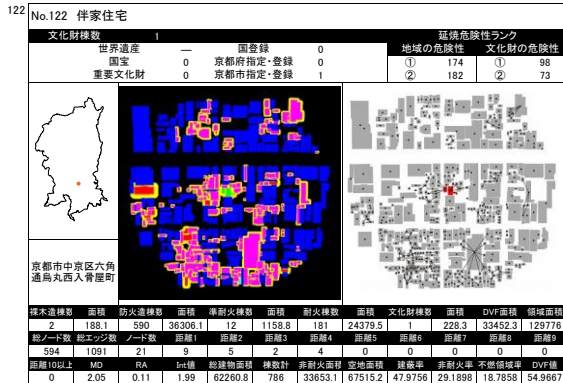 122
No.122 伴家住宅
文化財棟数 1 延焼危険性ランク
世界遺産 ― 国登録 0 地域の危険性 文化財の危険性
国宝 0 京都府指定・登録 0 ① 174 ① 98
重要文化財 0 京都市指定・登録 1 ② 182 ② 73
京都市中京区六角
通烏丸西入骨屋町
裸木造棟数 面積 防火造棟数 面積 準耐火棟数 面積 耐火棟数 面積 文化財棟数 面積 DVF面積 領域面積
2 188.1 590 36306.1 12 1158.8 181 24379.5 1 228.3 33452.3 129776
総ノード数 総エッジ数 ノード数 距離1 距離2 距離3 距離4 距離5 距離6 距離7 距離8 距離9
594 1091 21 9 5 2 4 0 0 0 0 0
距離10以上 MD RA Int値 総建物面積 棟数計 非耐火面積 空地面積 建蔽率 非耐火率 不燃領域率 DVF値
0 2.05 0.11 1.99 62260.8 786 33653.1 67515.2 47.9756 29.1898 18.7858 54.9667